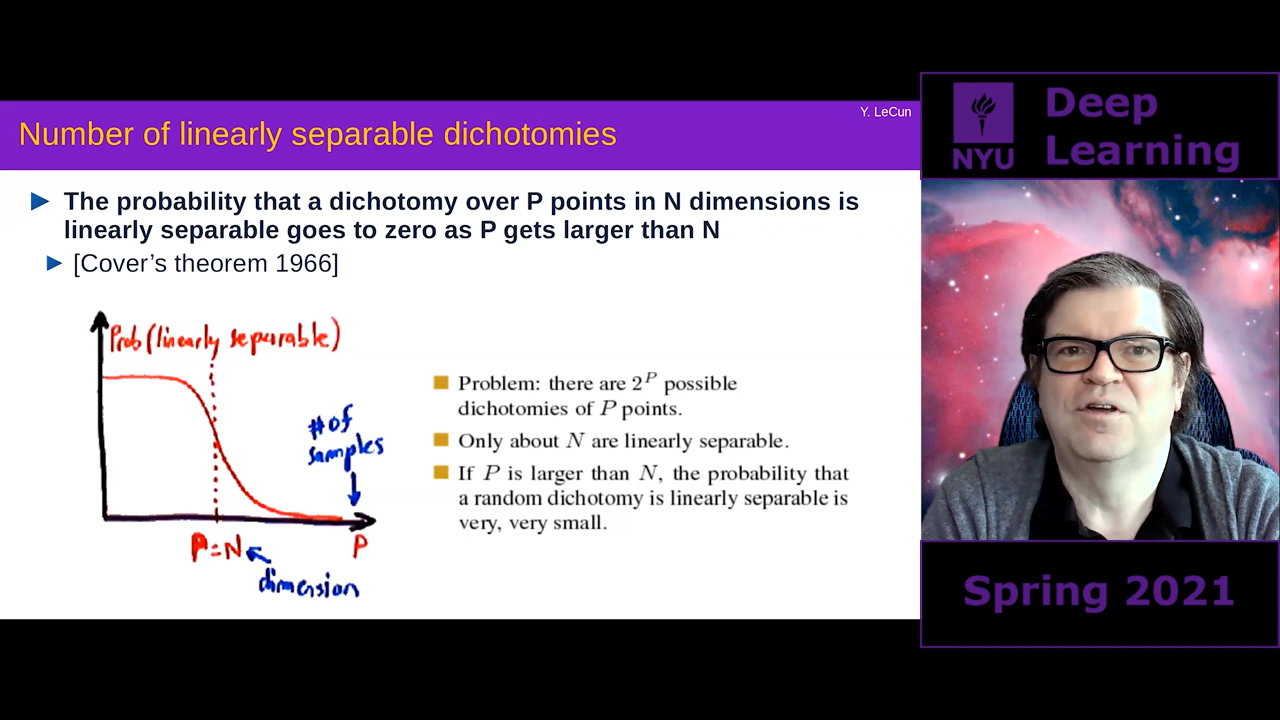 Y. LeCun
Number of linearly separable dichotomies
► The probability that a dichotomy over P points in N dimensions is
linearly separable goes to zero as P gets larger than N
► [Cover's theorem 1966]
Prob(linearly separable)
# of
samples
P=N
P
dimension
Problem: there are 2^P possible
dichotomies of P points.
Only about N are linearly separable.
If P is larger than N, the probability that
a random dichotomy is linearly separable is
very, very small.
NYU
Deep
Learning
Spring 2021